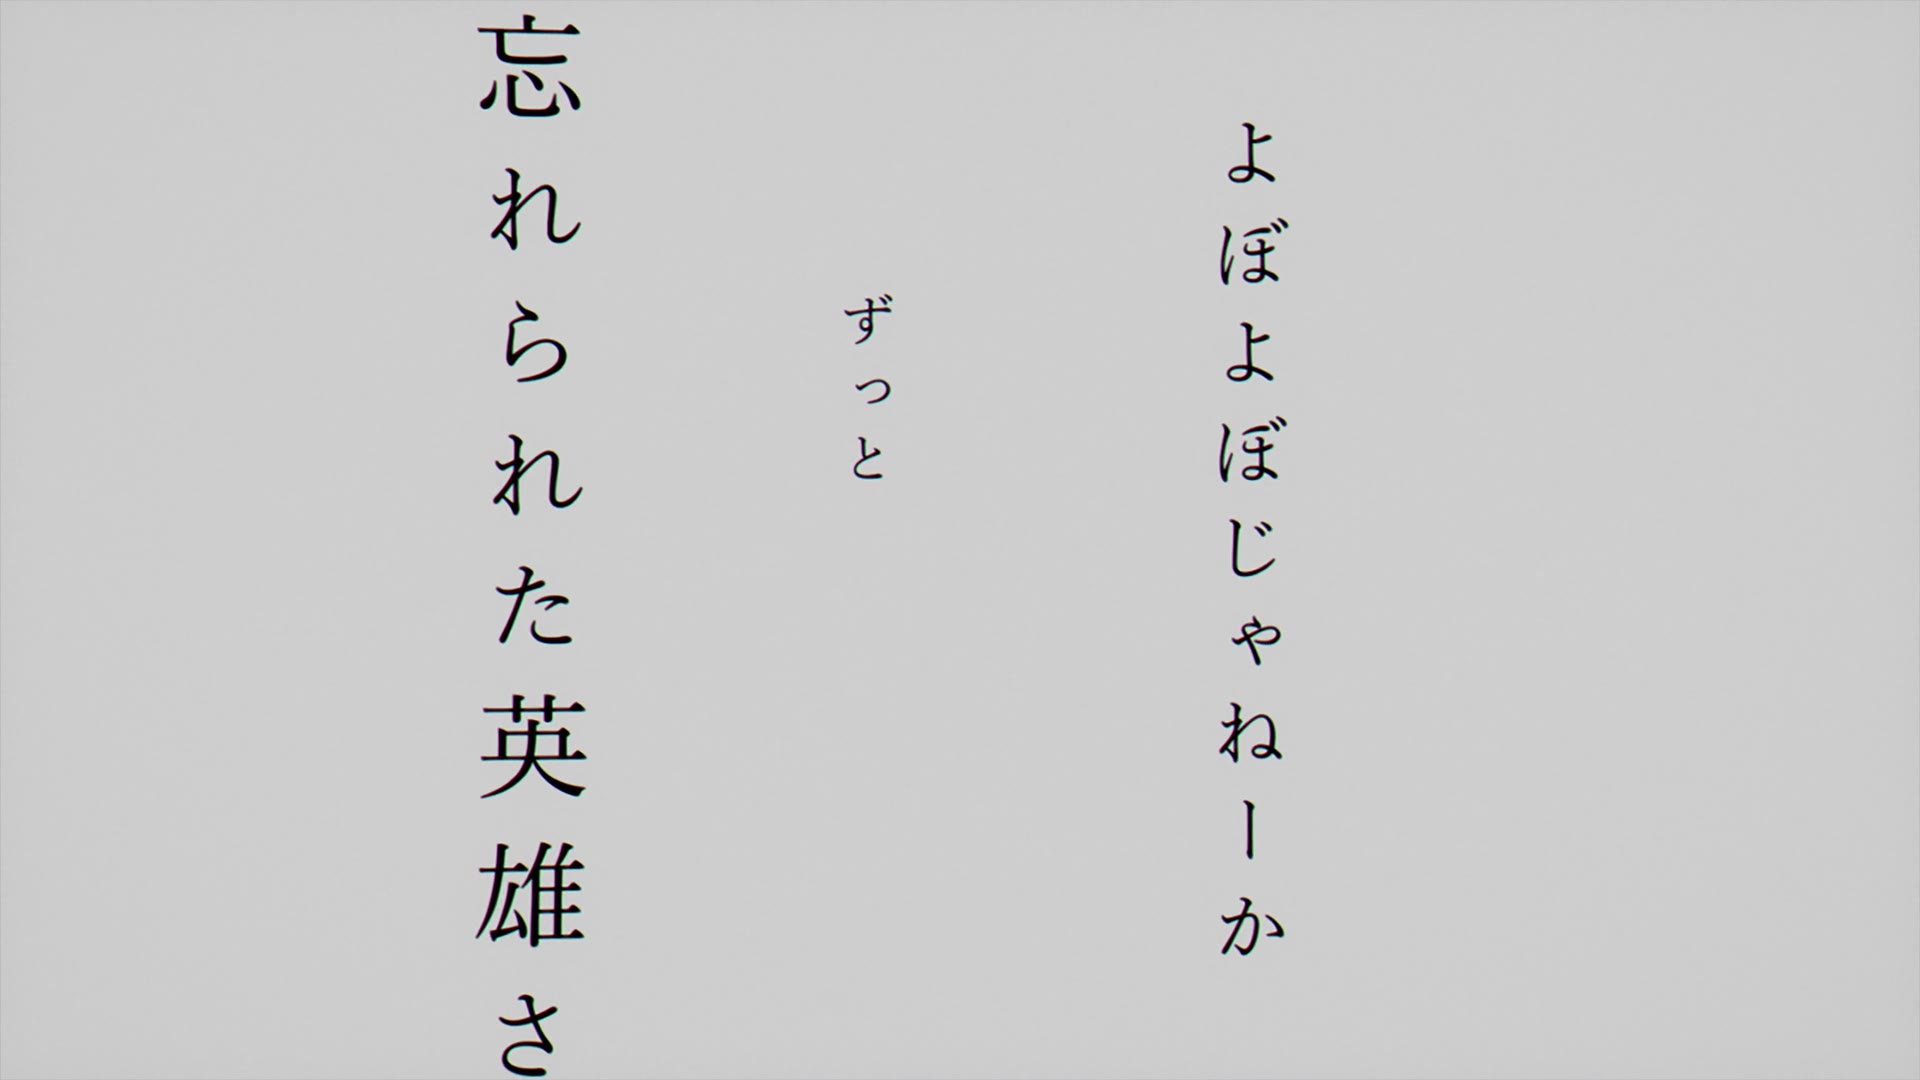 よぼよぼじゃねーか
ずっと
忘れられた英雄さ